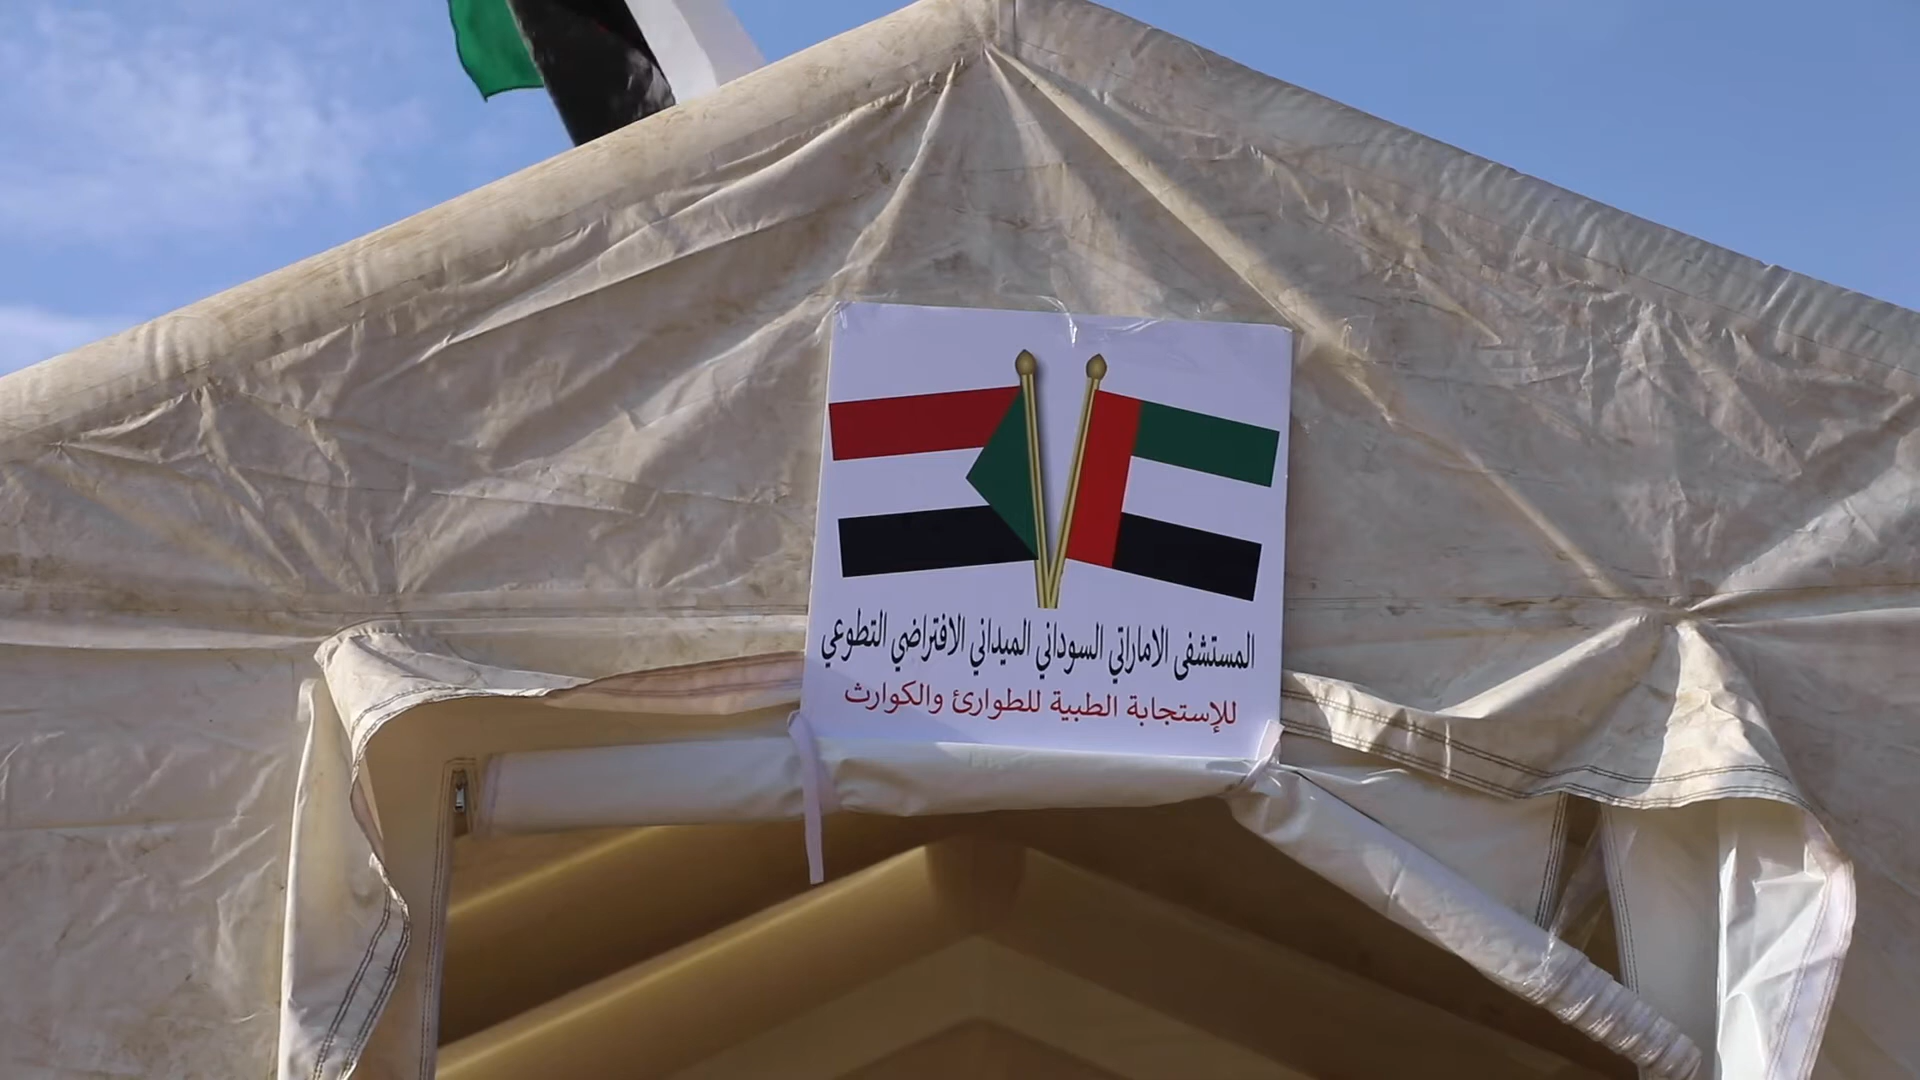 المستشفى الاماراتي السوداني الميداني الافتراضي التطوعي
للإستجابة الطبية للطوارئ والكوارث